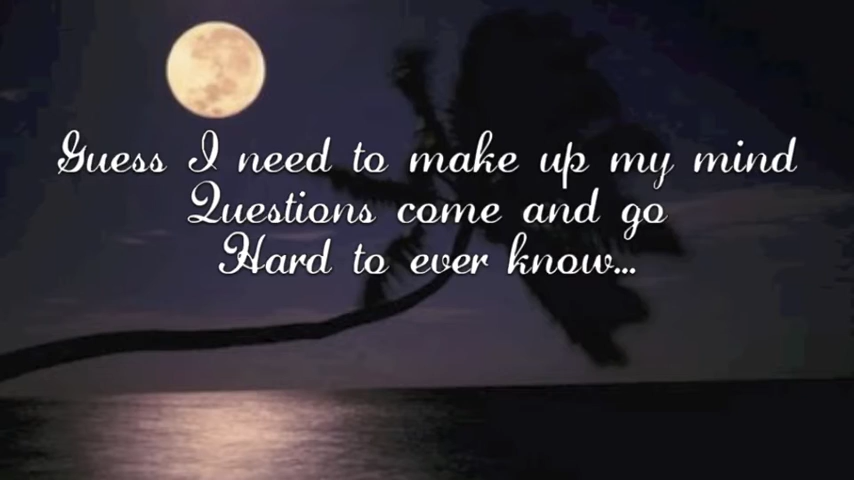 Guess I need to make up my mind
Questions come and go
Hard to ever know...